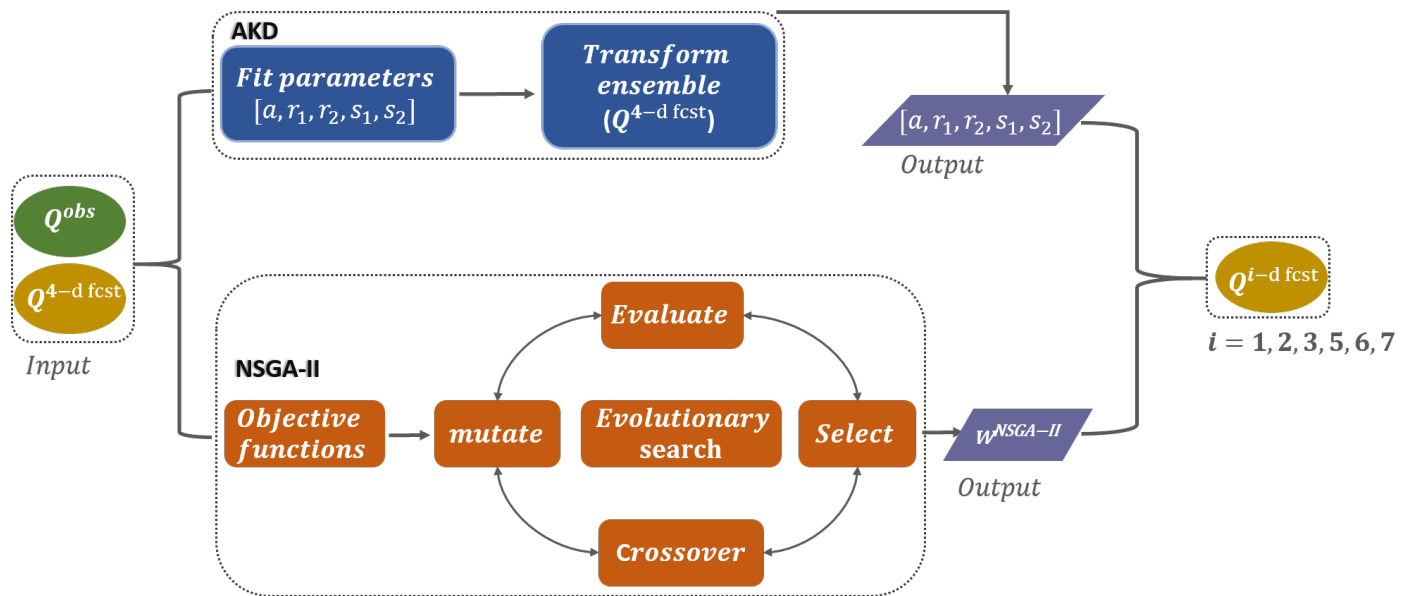 AKD
Fit parameters
[a, r₁, r₂, s₁, s₂]
Transform
ensemble
(Q⁴⁻ᵈ ᶠᶜˢᵗ)
[a, r₁, r₂, s₁, s₂]
Output
Qᵒᵇˢ
Q⁴⁻ᵈ ᶠᶜˢᵗ
Input
NSGA-II
Objective
functions
mutate
Evaluate
Evolutionary
search
Select
Crossover
W^NSGA−II
Output
Qⁱ⁻ᵈ ᶠᶜˢᵗ
i = 1, 2, 3, 5, 6, 7